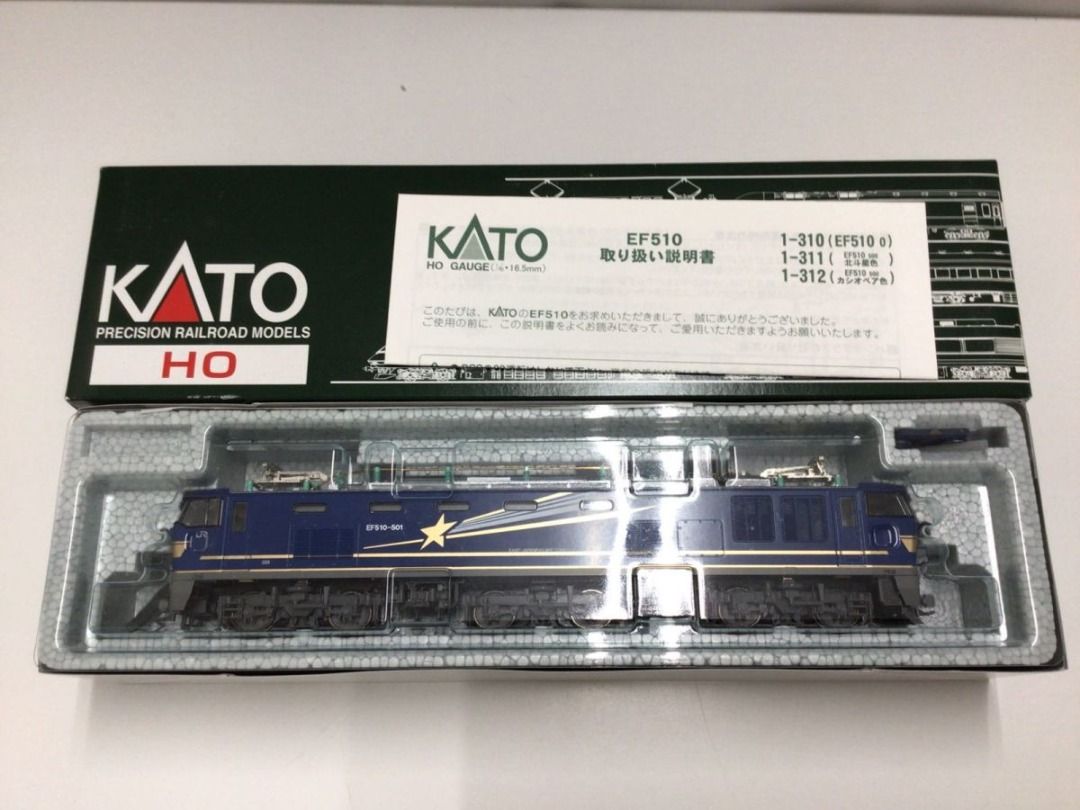 KATO
PRECISION RAILROAD MODELS
HO
KATO
HO GAUGE(1/80・16.5mm)
EF510
取り扱い説明書
1-310(EF510 0)
1-311(EF510 500 北斗星色)
1-312(EF510 500 カシオペア色)
このたびは、KATOのEF510をお求めいただきまして、誠にありがとうございました。
ご使用の前に、この説明書をよくお読みになって、ご愛用いただきますようお願いいたします。
EF510-501